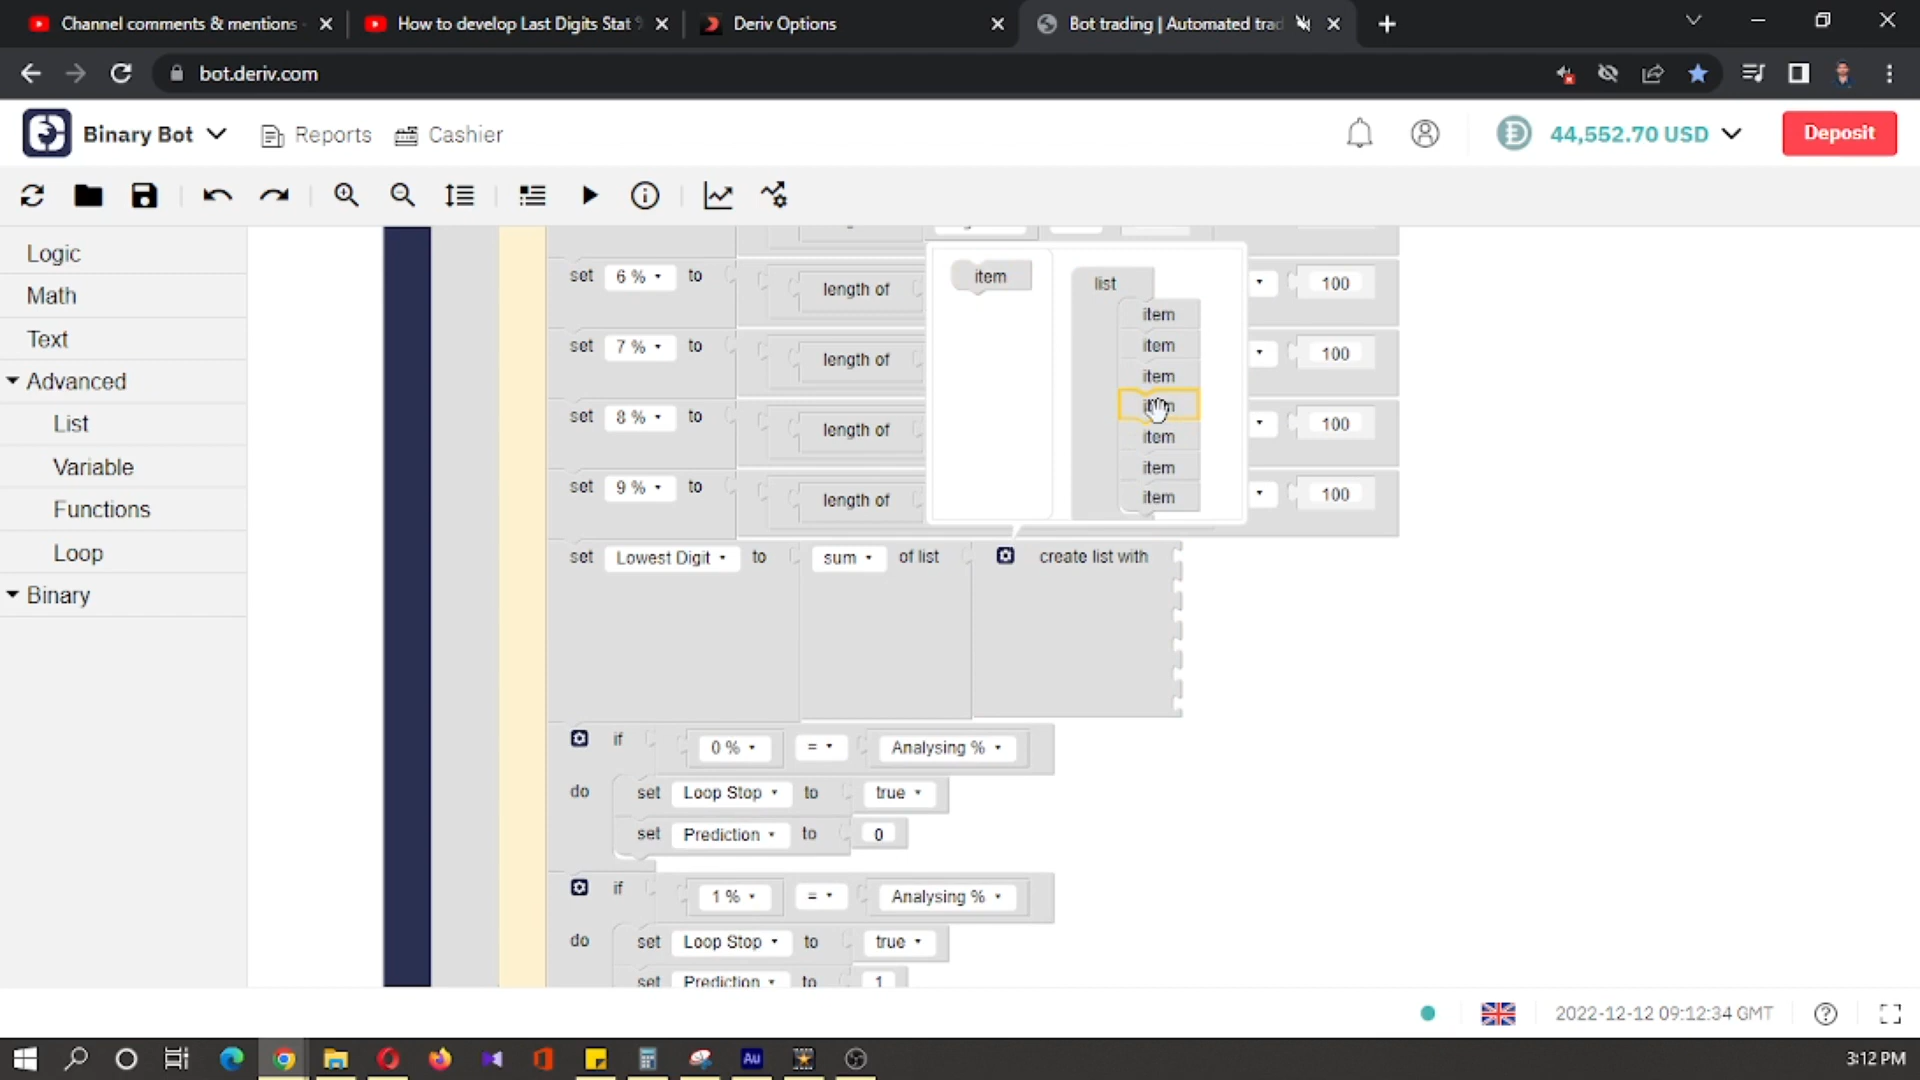 Channel comments & mentions
How to develop Last Digits Stat
Deriv Options
Bot trading | Automated trad
bot.deriv.com
Binary Bot
Reports
Cashier
44,552.70 USD
Deposit
Logic
Math
Text
Advanced
List
Variable
Functions
Loop
Binary
set 6 % to length of 100
set 7 % to length of 100
set 8 % to length of 100
set 9 % to length of 100
item
list
item
item
item
item
item
item
set Lowest Digit to sum of list create list with
if 0 % = Analysing %
do set Loop Stop to true
set Prediction to 0
if 1 % = Analysing %
do set Loop Stop to true
set Prediction to 1
2022-12-12 09:12:34 GMT
Au
3:12 PM